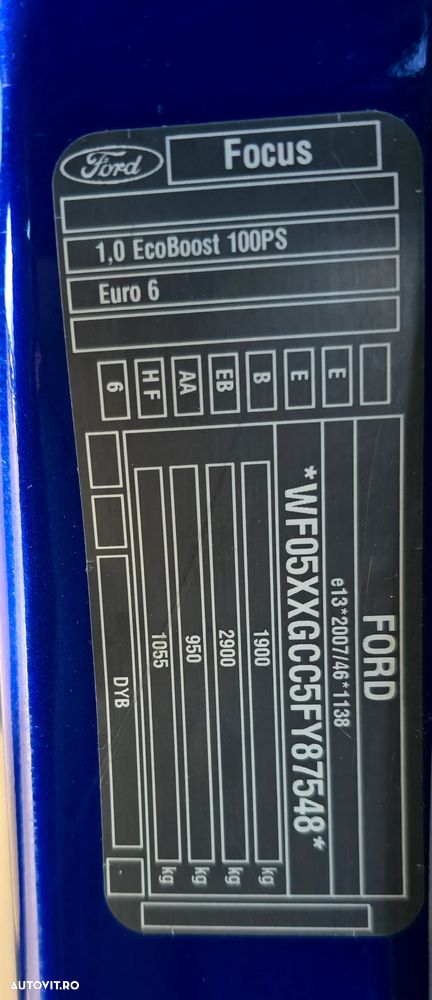 Ford
Focus
1,0 EcoBoost 100PS
Euro 6
E
E
B
EB
AA
H F
6
FORD
e13*2007/46*1138
*WF05XXGCC5FY87548*
1900 kg
2900 kg
950 kg
1055 kg
DYB
AUTOVIT.RO